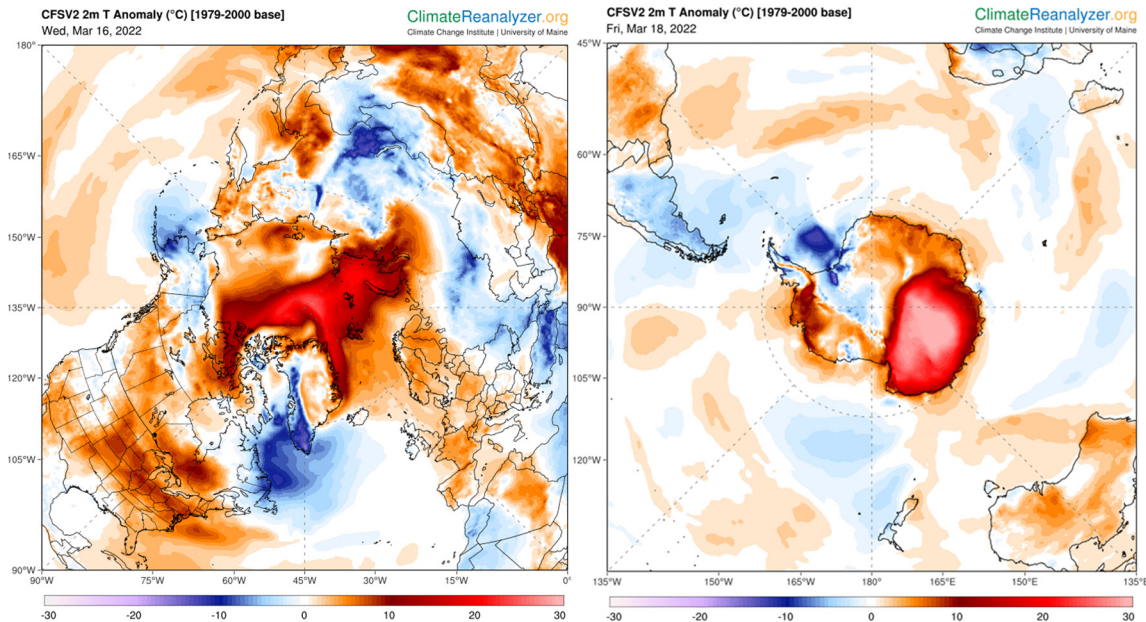 CFSV2 2m T Anomaly (°C) [1979-2000 base]
Wed, Mar 16, 2022
ClimateReanalyzer.org
Climate Change Institute | University of Maine
180°
165°W
150°W
135°W
120°W
105°W
90°W
90°W
75°W
60°W
45°W
30°W
15°W
0°
-30
-20
-10
0
10
20
30
CFSV2 2m T Anomaly (°C) [1979-2000 base]
Fri, Mar 18, 2022
ClimateReanalyzer.org
Climate Change Institute | University of Maine
45°W
60°W
75°W
90°W
105°W
120°W
135°W
150°W
165°W
180°
165°E
150°E
135°E
-30
-20
-10
0
10
20
30